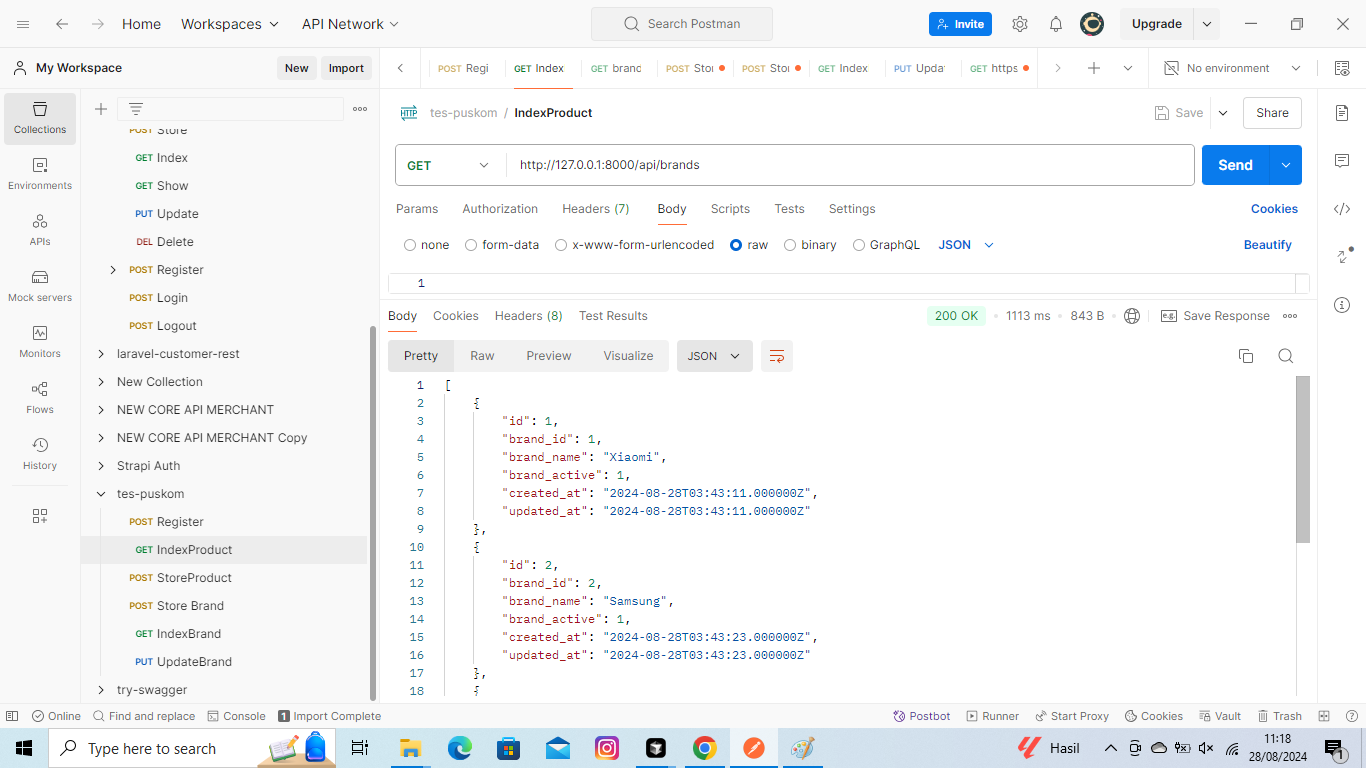 Home Workspaces API Network Search Postman Invite Upgrade
My Workspace New Import
POST Regi GET Index GET brand POST Stor POST Stor GET Index PUT Updat GET https No environment
Collections
Environments
APIs
Mock servers
Monitors
Flows
History
POST Store
GET Index
GET Show
PUT Update
DEL Delete
POST Register
POST Login
POST Logout
laravel-customer-rest
New Collection
NEW CORE API MERCHANT
NEW CORE API MERCHANT Copy
Strapi Auth
tes-puskom
POST Register
GET IndexProduct
POST StoreProduct
POST Store Brand
GET IndexBrand
PUT UpdateBrand
try-swagger
HTTP tes-puskom / IndexProduct Save Share
GET http://127.0.0.1:8000/api/brands Send
Params Authorization Headers (7) Body Scripts Tests Settings Cookies
none form-data x-www-form-urlencoded raw binary GraphQL JSON Beautify
1
Body Cookies Headers (8) Test Results 200 OK • 1113 ms • 843 B • e.g. Save Response
Pretty Raw Preview Visualize JSON
1 [
2 {
3 "id": 1,
4 "brand_id": 1,
5 "brand_name": "Xiaomi",
6 "brand_active": 1,
7 "created_at": "2024-08-28T03:43:11.000000Z",
8 "updated_at": "2024-08-28T03:43:11.000000Z"
9 },
10 {
11 "id": 2,
12 "brand_id": 2,
13 "brand_name": "Samsung",
14 "brand_active": 1,
15 "created_at": "2024-08-28T03:43:23.000000Z",
16 "updated_at": "2024-08-28T03:43:23.000000Z"
17 },
18 {
Online Find and replace Console 1 Import Complete Postbot Runner Start Proxy Cookies Vault Trash
Type here to search Hasil 11:18
28/08/2024 1